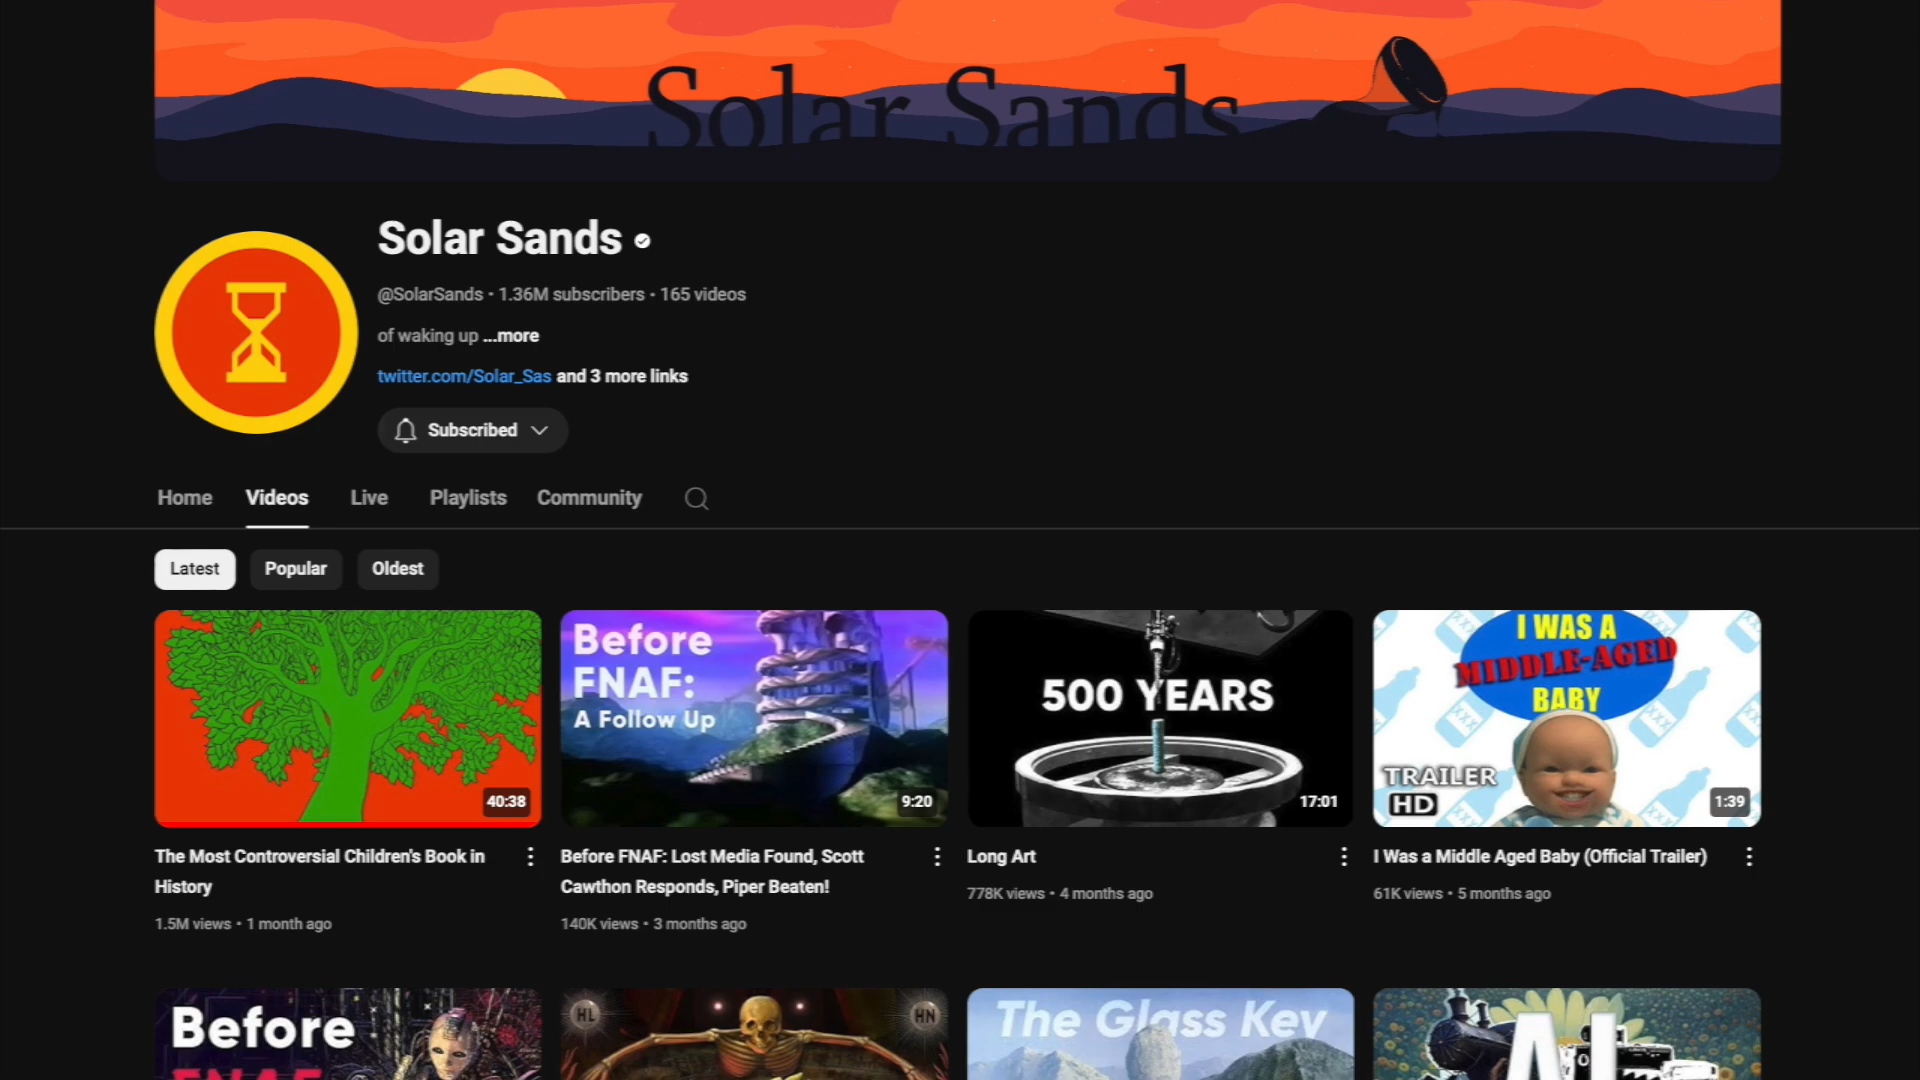 Solar Sands
Solar Sands
@SolarSands • 1.36M subscribers • 165 videos
of waking up ...more
twitter.com/Solar_Sas and 3 more links
Subscribed
Home Videos Live Playlists Community
Latest Popular Oldest
Before
FNAF:
A Follow Up
9:20
40:38
500 YEARS
17:01
I WAS A
MIDDLE-AGED
BABY
XXX
TRAILER
HD
1:39
The Most Controversial Children's Book in
History
1.5M views • 1 month ago
Before FNAF: Lost Media Found, Scott
Cawthon Responds, Piper Beaten!
140K views • 3 months ago
Long Art
778K views • 4 months ago
I Was a Middle Aged Baby (Official Trailer)
61K views • 5 months ago
Before
FNAF
HL
HN
The Glass Key
AI